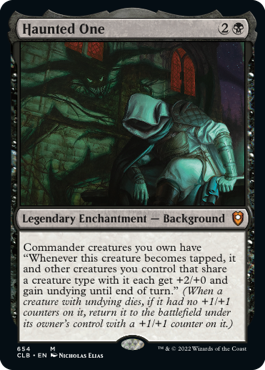 Haunted One 2
Legendary Enchantment — Background
Commander creatures you own have
“Whenever this creature becomes tapped, it
and other creatures you control that share
a creature type with it each get +2/+0 and
gain undying until end of turn.” (When a
creature with undying dies, if it had no +1/+1
counters on it, return it to the battlefield under
its owner’s control with a +1/+1 counter on it.)
654 M
CLB • EN Nicholas Elias
™ & © 2022 Wizards of the Coast